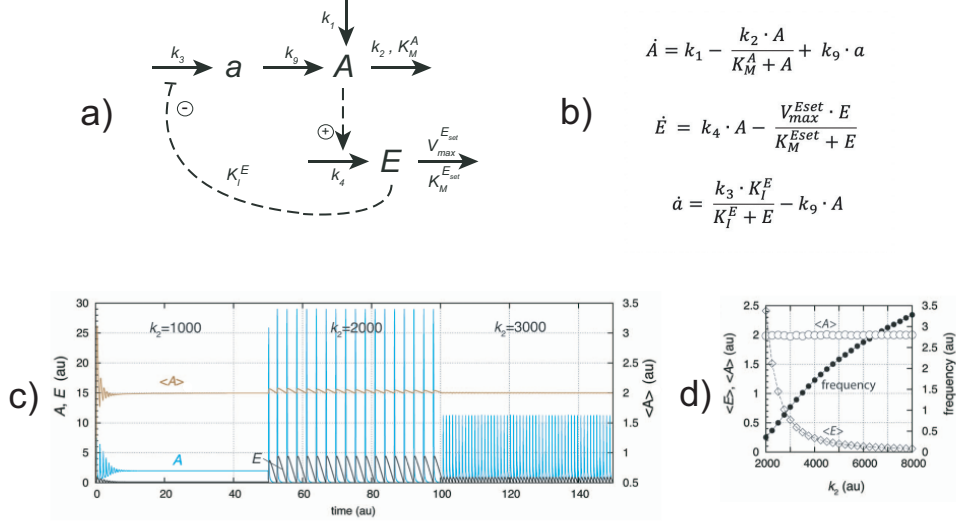 a)
k₁
k₃
a
k₉
A
k₂ , K_M^A
−
+
K_I^E
k₄
E
V_max^{E_set}
K_M^{E_set}
b)
Ȧ = k₁ − (k₂ · A)/(K_M^A + A) + k₉ · a
Ė = k₄ · A − (V_max^{Eset} · E)/(K_M^{Eset} + E)
ȧ = (k₃ · K_I^E)/(K_I^E + E) − k₉ · A
c)
A, E (au)
30
25
20
15
10
5
0
k₂=1000
k₂=2000
k₂=3000
<A>
A
E
3.5
3
2.5
2
1.5
1
0.5
<A> (au)
0
20
40
60
80
100
120
140
time (au)
d)
<E>, <A> (au)
2.5
2
1.5
1
0.5
0
<A>
frequency
<E>
3.5
3
2.5
2
1.5
1
0.5
0
frequency (au)
2000
4000
6000
8000
k₂ (au)